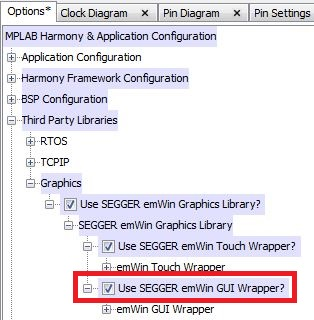 Options* Clock Diagram Pin Diagram Pin Settings
MPLAB Harmony & Application Configuration
Application Configuration
Harmony Framework Configuration
BSP Configuration
Third Party Libraries
RTOS
TCPIP
Graphics
Use SEGGER emWin Graphics Library?
SEGGER emWin Graphics Library
Use SEGGER emWin Touch Wrapper?
emWin Touch Wrapper
Use SEGGER emWin GUI Wrapper?
emWin GUI Wrapper